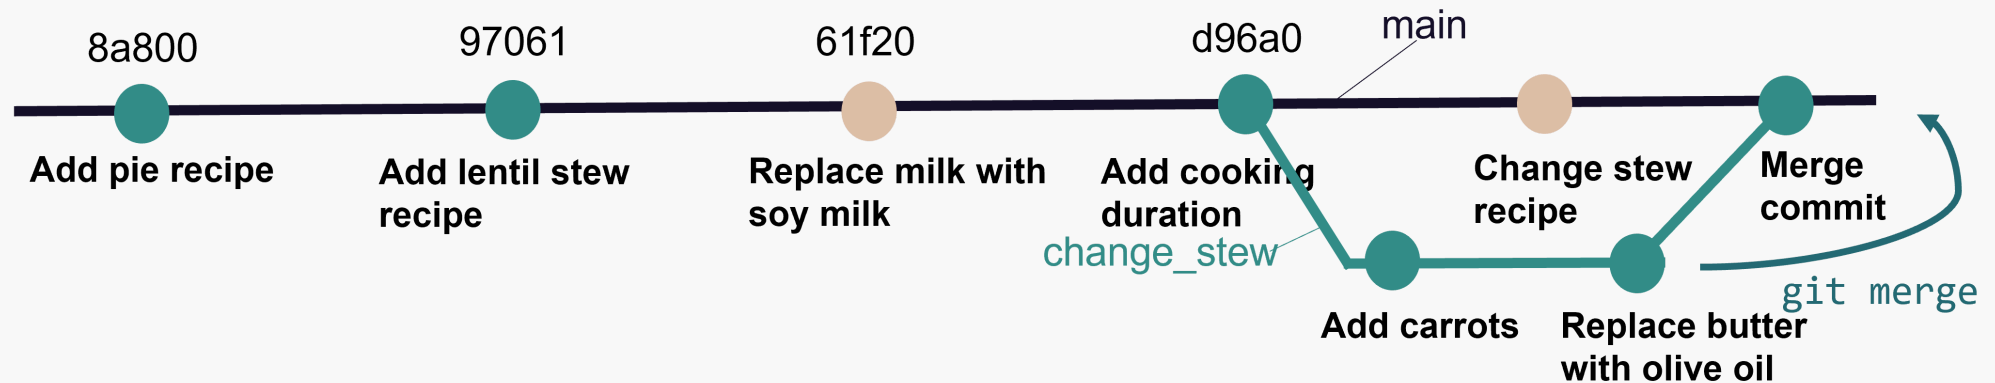 8a800
97061
61f20
d96a0
main
Add pie recipe
Add lentil stew
recipe
Replace milk with
soy milk
Add cooking
duration
Change stew
recipe
Merge
commit
change_stew
git merge
Add carrots
Replace butter
with olive oil